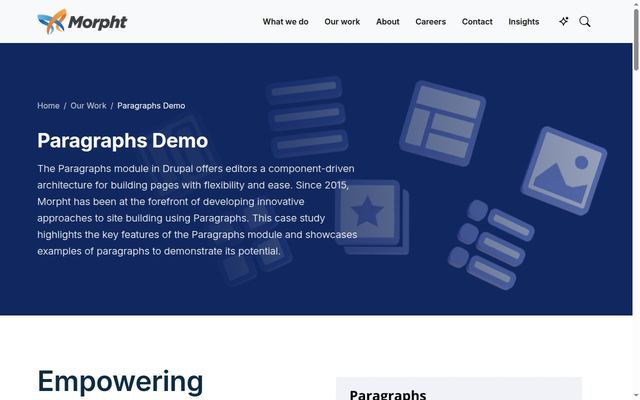 Morpht
What we do
Our work
About
Careers
Contact
Insights
Home / Our Work / Paragraphs Demo
Paragraphs Demo
The Paragraphs module in Drupal offers editors a component-driven
architecture for building pages with flexibility and ease. Since 2015,
Morpht has been at the forefront of developing innovative
approaches to site building using Paragraphs. This case study
highlights the key features of the Paragraphs module and showcases
examples of paragraphs to demonstrate its potential.
Empowering
Paragraphs